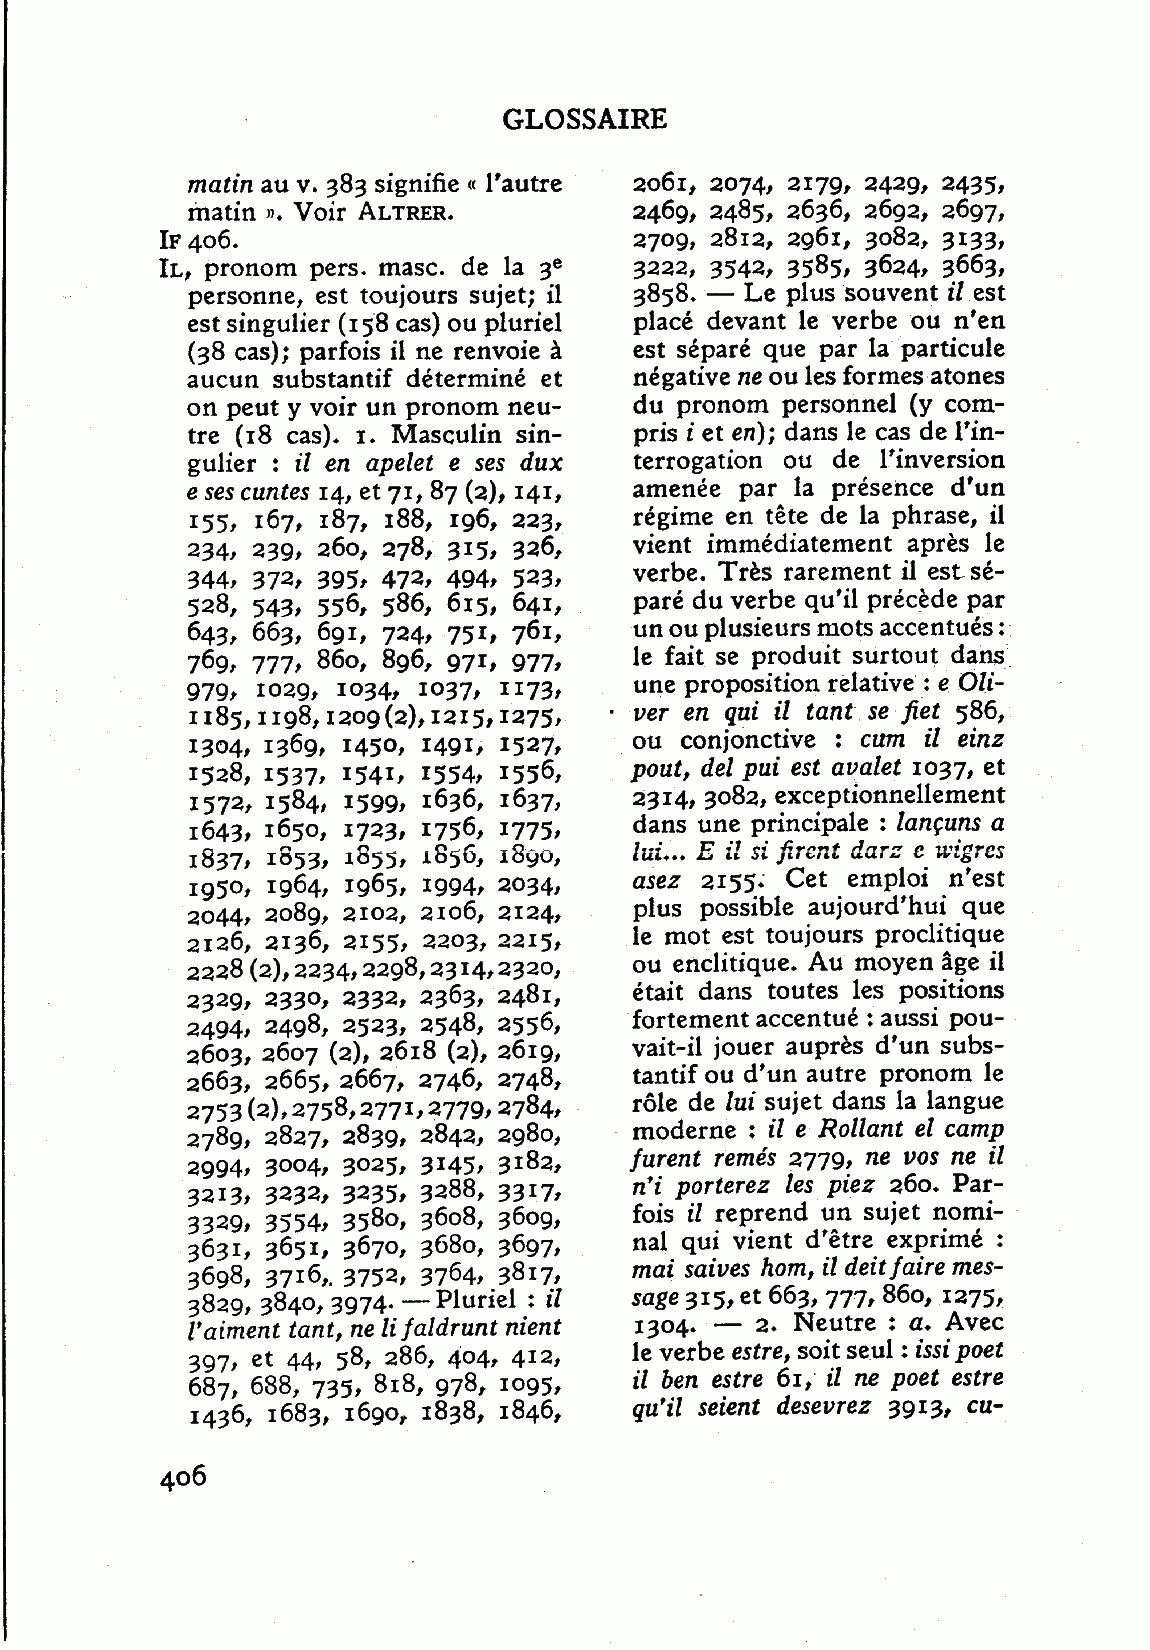 GLOSSAIRE
matin au v. 383 signifie « l'autre
matin ». Voir ALTRER.
IF 406.
IL, pronom pers. masc. de la 3e
personne, est toujours sujet; il
est singulier (158 cas) ou pluriel
(38 cas); parfois il ne renvoie à
aucun substantif déterminé et
on peut y voir un pronom neu-
tre (18 cas). 1. Masculin sin-
gulier : il en apelet e ses dux
e ses cuntes 14, et 71, 87 (2), 141,
155, 167, 187, 188, 196, 223,
234, 239, 260, 278, 315, 326,
344, 372, 395, 472, 494, 523,
528, 543, 556, 586, 615, 641,
643, 663, 691, 724, 751, 761,
769, 777, 860, 896, 971, 977,
979, 1029, 1034, 1037, 1173,
1185, 1198, 1209 (2), 1215, 1275,
1304, 1369, 1450, 1491, 1527,
1528, 1537, 1541, 1554, 1556,
1572, 1584, 1599, 1636, 1637,
1643, 1650, 1723, 1756, 1775,
1837, 1853, 1855, 1856, 1890,
1950, 1964, 1965, 1994, 2034,
2044, 2089, 2102, 2106, 2124,
2126, 2136, 2155, 2203, 2215,
2228 (2), 2234, 2298, 2314, 2320,
2329, 2330, 2332, 2363, 2481,
2494, 2498, 2523, 2548, 2556,
2603, 2607 (2), 2618 (2), 2619,
2663, 2665, 2667, 2746, 2748,
2753 (2), 2758, 2771, 2779, 2784,
2789, 2827, 2839, 2842, 2980,
2994, 3004, 3025, 3145, 3182,
3213, 3232, 3235, 3288, 3317,
3329, 3554, 3580, 3608, 3609,
3631, 3651, 3670, 3680, 3697,
3698, 3716, 3752, 3764, 3817,
3829, 3840, 3974. — Pluriel : il
l'aiment tant, ne li faldrunt nient
397, et 44, 58, 286, 404, 412,
687, 688, 735, 818, 978, 1095,
1436, 1683, 1690, 1838, 1846,
2061, 2074, 2179, 2429, 2435,
2469, 2485, 2636, 2692, 2697,
2709, 2812, 2961, 3082, 3133,
3222, 3542, 3585, 3624, 3663,
3858. — Le plus souvent il est
placé devant le verbe ou n'en
est séparé que par la particule
négative ne ou les formes atones
du pronom personnel (y com-
pris i et en); dans le cas de l'in-
terrogation ou de l'inversion
amenée par la présence d'un
régime en tête de la phrase, il
vient immédiatement après le
verbe. Très rarement il est sé-
paré du verbe qu'il précède par
un ou plusieurs mots accentués :
le fait se produit surtout dans
une proposition relative : e Oli-
ver en qui il tant se fiet 586,
ou conjonctive : cum il einz
pout, del pui est avalet 1037, et
2314, 3082, exceptionnellement
dans une principale : lançuns a
lui... E il si firent darz e wigres
asez 2155. Cet emploi n'est
plus possible aujourd'hui que
le mot est toujours proclitique
ou enclitique. Au moyen âge il
était dans toutes les positions
fortement accentué : aussi pou-
vait-il jouer auprès d'un subs-
tantif ou d'un autre pronom le
rôle de lui sujet dans la langue
moderne : il e Rollant el camp
furent remés 2779, ne vos ne il
n'i porterez les piez 260. Par-
fois il reprend un sujet nomi-
nal qui vient d'être exprimé :
mai saives hom, il deit faire mes-
sage 315, et 663, 777, 860, 1275,
1304. — 2. Neutre : a. Avec
le verbe estre, soit seul : issi poet
il ben estre 61, il ne poet estre
qu'il seient desevrez 3913, cu-
406